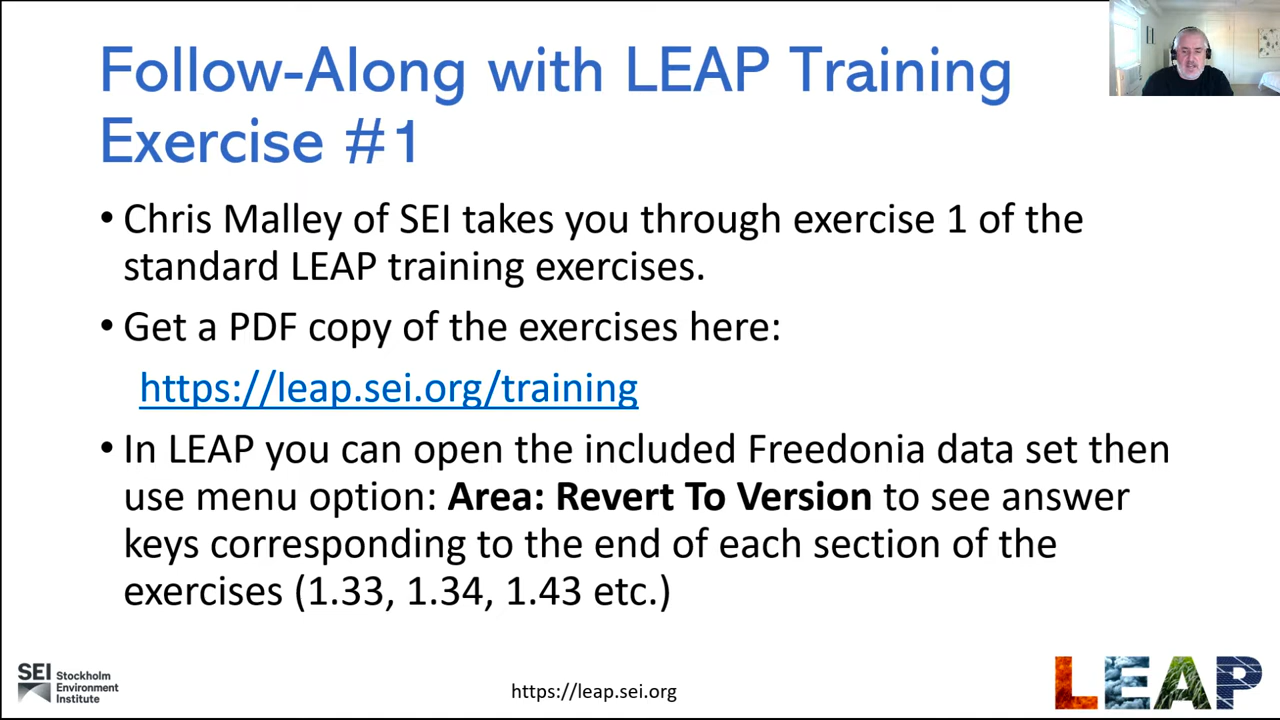 Follow-Along with LEAP Training
Exercise #1
• Chris Malley of SEI takes you through exercise 1 of the
standard LEAP training exercises.
• Get a PDF copy of the exercises here:
https://leap.sei.org/training
• In LEAP you can open the included Freedonia data set then
use menu option: Area: Revert To Version to see answer
keys corresponding to the end of each section of the
exercises (1.33, 1.34, 1.43 etc.)
SEI Stockholm
Environment
Institute
https://leap.sei.org
LEAP